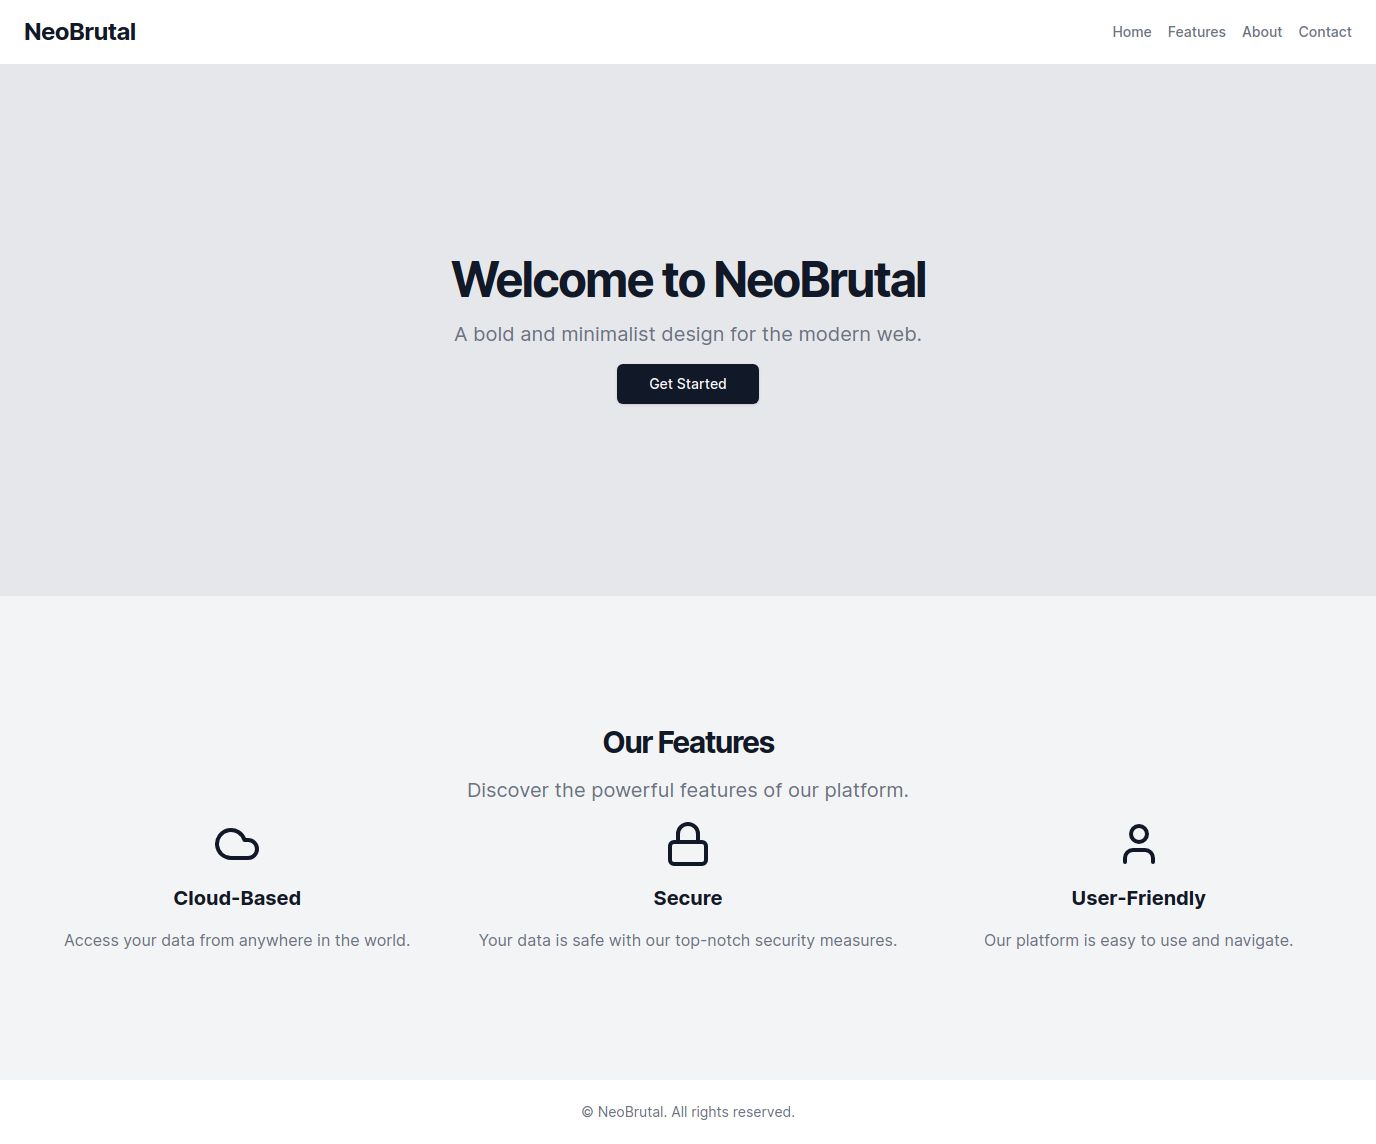 NeoBrutal
Home Features About Contact
Welcome to NeoBrutal
A bold and minimalist design for the modern web.
Get Started
Our Features
Discover the powerful features of our platform.
Cloud-Based
Access your data from anywhere in the world.
Secure
Your data is safe with our top-notch security measures.
User-Friendly
Our platform is easy to use and navigate.
© NeoBrutal. All rights reserved.